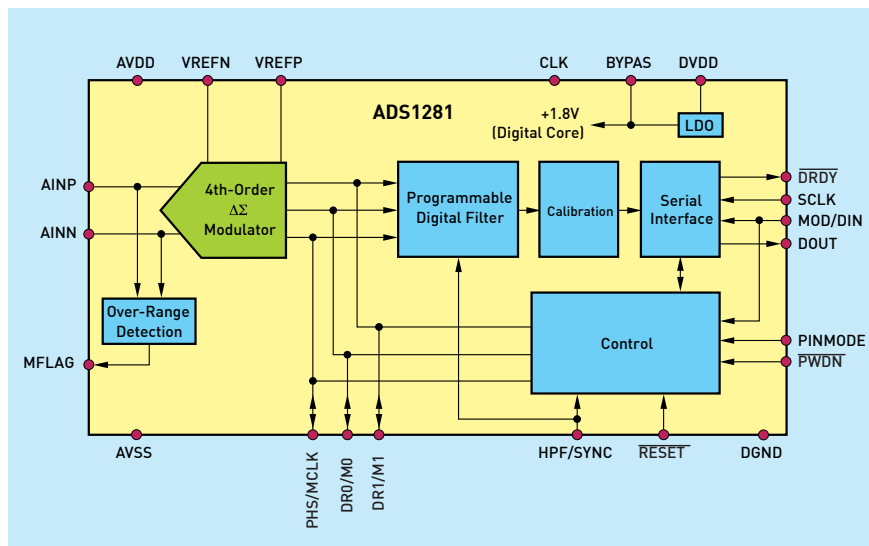 AVDD
VREFN
VREFP
CLK
BYPAS
DVDD
ADS1281
+1.8V
(Digital Core)
LDO
AINP
AINN
4th-Order
ΔΣ
Modulator
Programmable
Digital Filter
Calibration
Serial
Interface
DRDY
SCLK
MOD/DIN
DOUT
Over-Range
Detection
MFLAG
Control
PINMODE
PWDN
AVSS
PHS/MCLK
DR0/M0
DR1/M1
HPF/SYNC
RESET
DGND